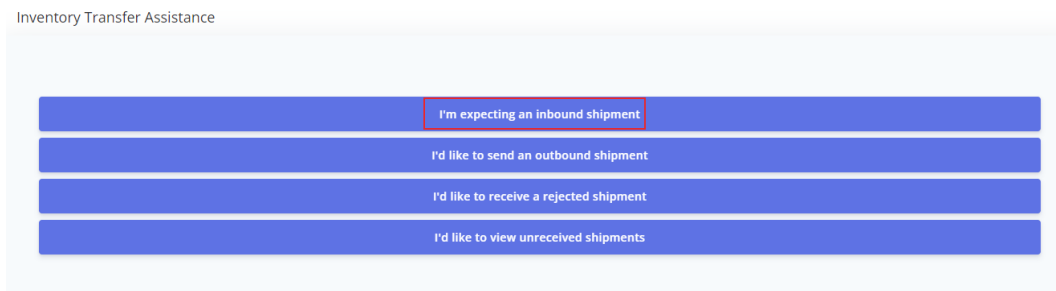 Inventory Transfer Assistance
I'm expecting an inbound shipment
I'd like to send an outbound shipment
I'd like to receive a rejected shipment
I'd like to view unreceived shipments